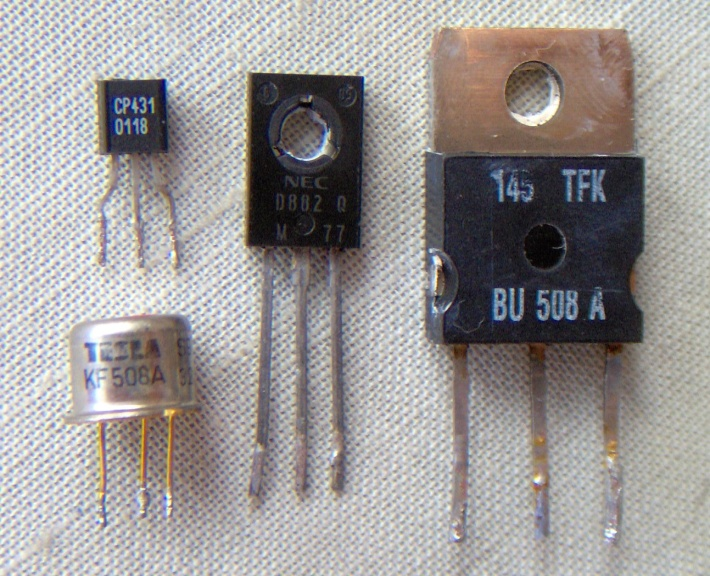 CP431
0118
NEC
D882 Q
M 77
145 TFK
BU 508 A
TESLA
KF508A